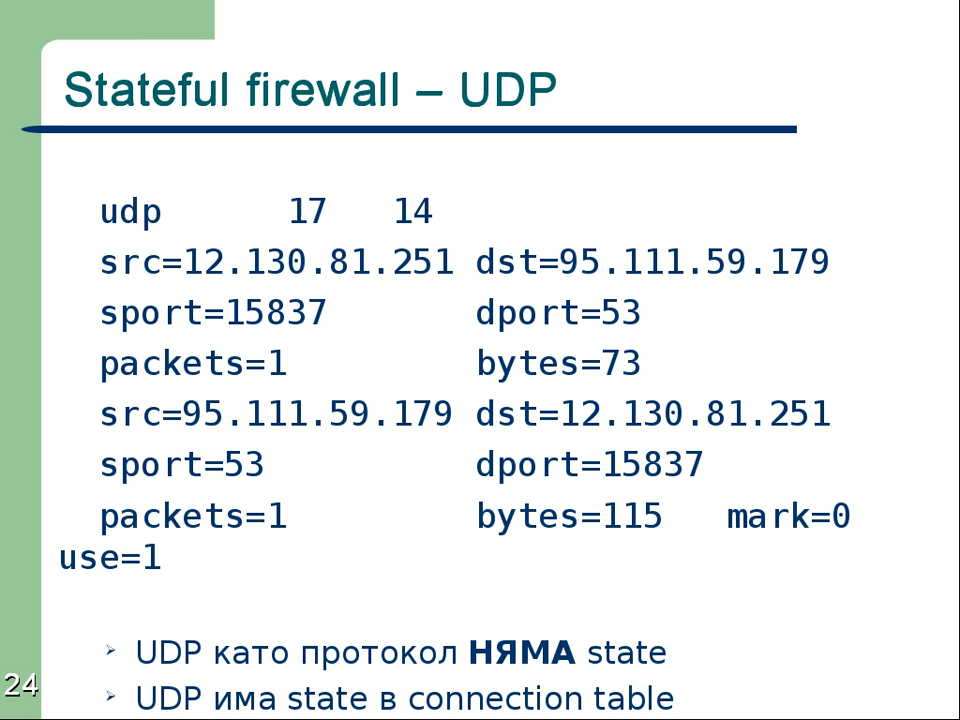 Stateful firewall – UDP
udp 17 14
src=12.130.81.251 dst=95.111.59.179
sport=15837 dport=53
packets=1 bytes=73
src=95.111.59.179 dst=12.130.81.251
sport=53 dport=15837
packets=1 bytes=115 mark=0
use=1
UDP като протокол НЯМА state
UDP има state в connection table
24